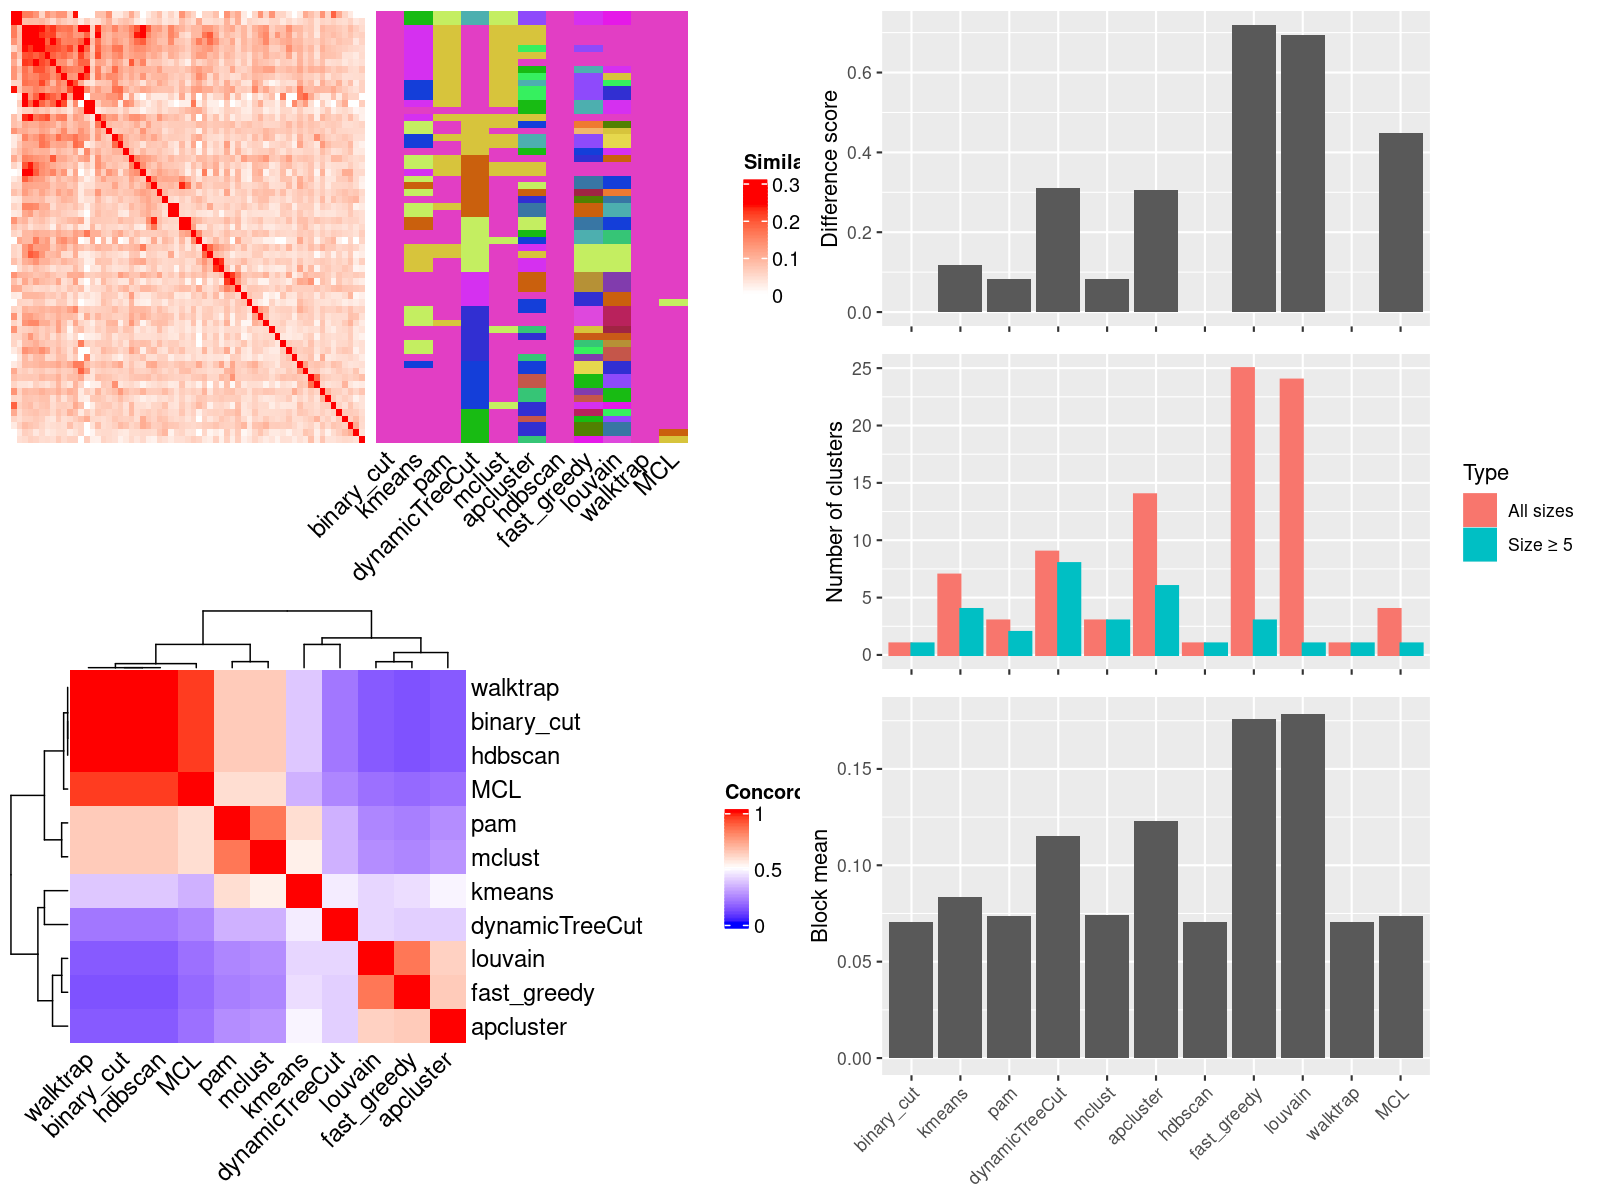 Simila
0.3
0.2
0.1
0
binary_cut
kmeans
pam
dynamicTreeCut
mclust
apcluster
hdbscan
fast_greedy
louvain
walktrap
MCL
walktrap
binary_cut
hdbscan
MCL
pam
mclust
kmeans
dynamicTreeCut
louvain
fast_greedy
apcluster
Concord
1
0.5
0
walktrap
binary_cut
hdbscan
MCL
pam
mclust
kmeans
dynamicTreeCut
louvain
fast_greedy
apcluster
Difference score
0.6
0.4
0.2
0.0
Number of clusters
25
20
15
10
5
0
Type
All sizes
Size ≥ 5
Block mean
0.15
0.10
0.05
0.00
binary_cut
kmeans
pam
dynamicTreeCut
mclust
apcluster
hdbscan
fast_greedy
louvain
walktrap
MCL